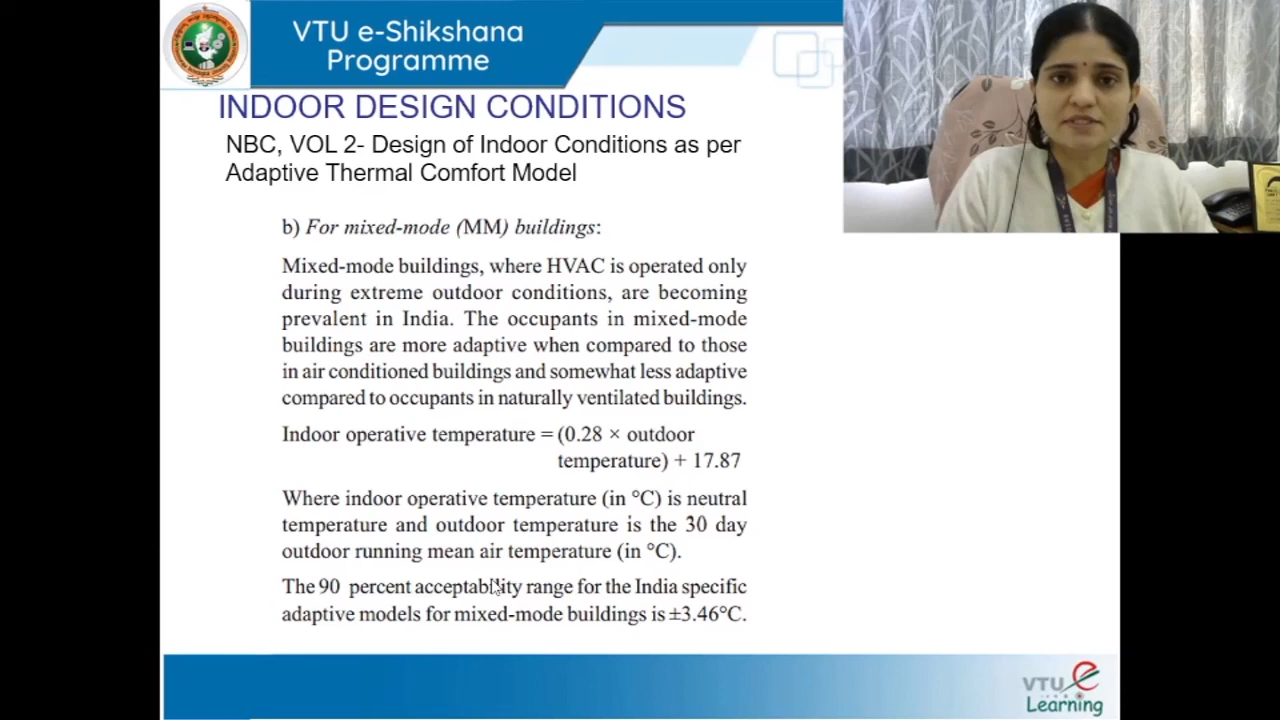 VTU e-Shikshana
Programme
INDOOR DESIGN CONDITIONS
NBC, VOL 2- Design of Indoor Conditions as per
Adaptive Thermal Comfort Model
b) For mixed-mode (MM) buildings:
Mixed-mode buildings, where HVAC is operated only
during extreme outdoor conditions, are becoming
prevalent in India. The occupants in mixed-mode
buildings are more adaptive when compared to those
in air conditioned buildings and somewhat less adaptive
compared to occupants in naturally ventilated buildings.
Indoor operative temperature = (0.28 × outdoor
temperature) + 17.87
Where indoor operative temperature (in °C) is neutral
temperature and outdoor temperature is the 30 day
outdoor running mean air temperature (in °C).
The 90 percent acceptability range for the India specific
adaptive models for mixed-mode buildings is ±3.46°C.
VTU e
Learning